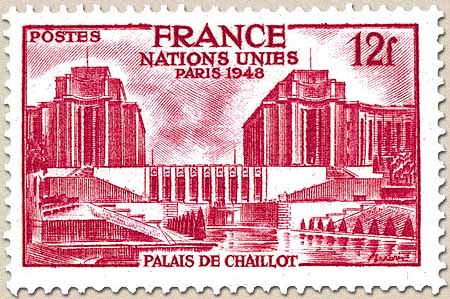 POSTES
FRANCE
12f
NATIONS UNIES
PARIS 1948
PALAIS DE CHAILLOT